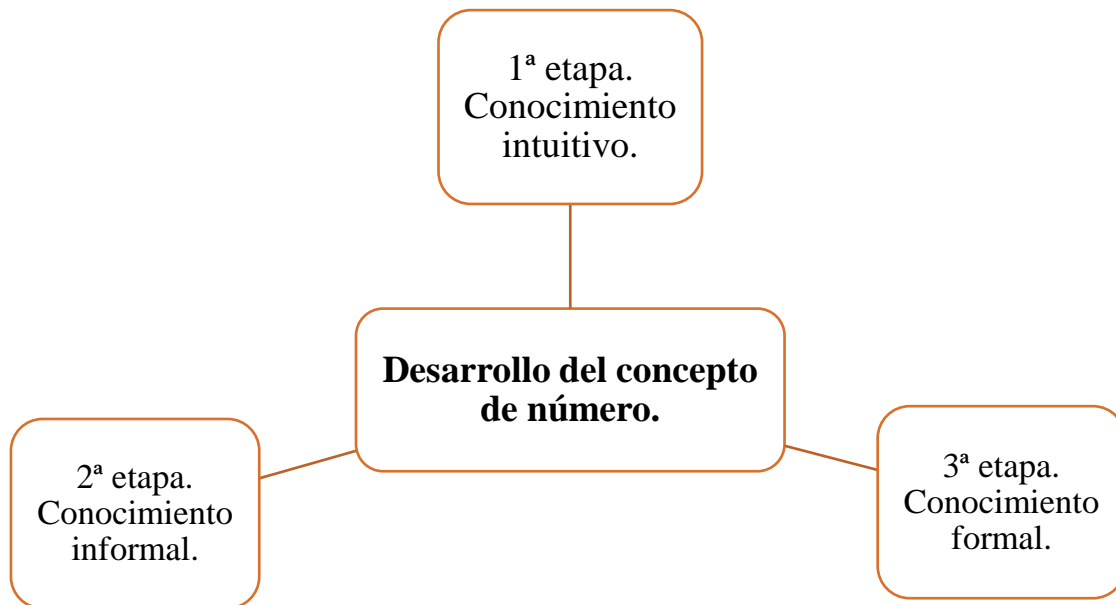 1ª etapa.
Conocimiento
intuitivo.
Desarrollo del concepto
de número.
2ª etapa.
Conocimiento
informal.
3ª etapa.
Conocimiento
formal.